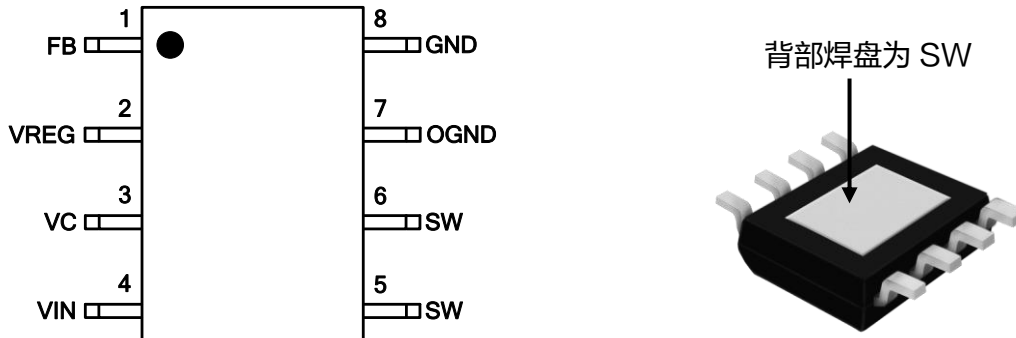 1
8
FB
GND
2
7
VREG
OGND
3
6
VC
SW
4
5
VIN
SW
背部焊盘为 SW